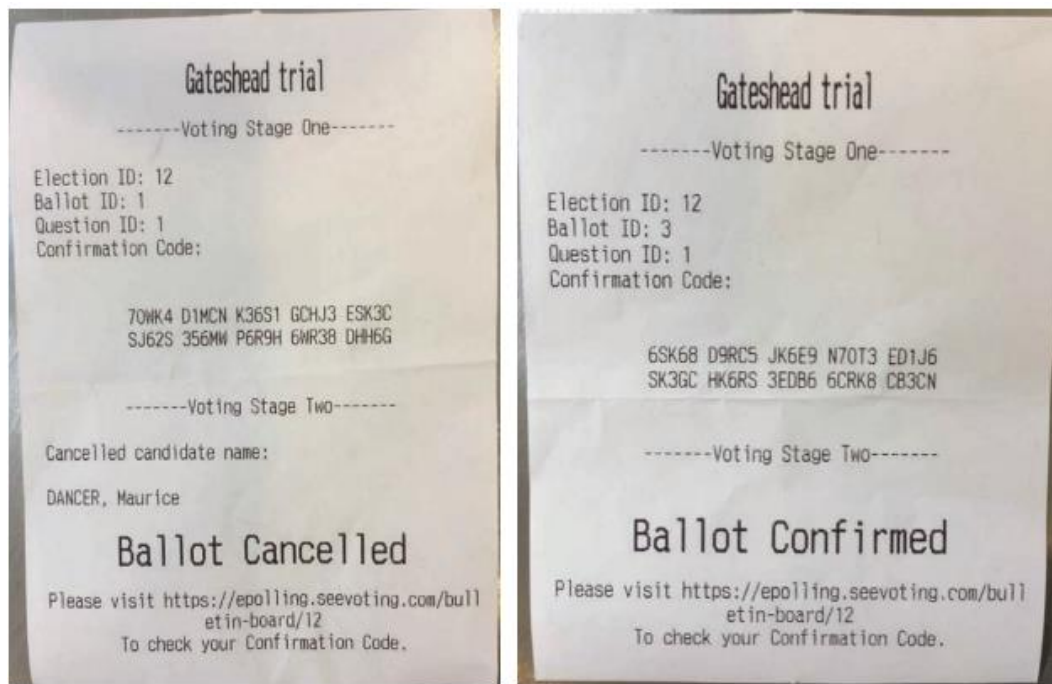 Gateshead trial
-------Voting Stage One-------
Election ID: 12
Ballot ID: 1
Question ID: 1
Confirmation Code:
70WK4 D1MCN K36S1 GCHJ3 ESK3C
SJ62S 356MW P6R9H 6WR38 DHH6G
-------Voting Stage Two-------
Cancelled candidate name:
DANCER, Maurice
Ballot Cancelled
Please visit https://epolling.seevoting.com/bull
etin-board/12
To check your Confirmation Code.
Gateshead trial
-------Voting Stage One-------
Election ID: 12
Ballot ID: 3
Question ID: 1
Confirmation Code:
6SK68 D9RC5 JK6E9 N70T3 ED1J6
SK3GC HK6RS 3EDB6 6CRK8 CB3CN
-------Voting Stage Two-------
Ballot Confirmed
Please visit https://epolling.seevoting.com/bull
etin-board/12
To check your Confirmation Code.